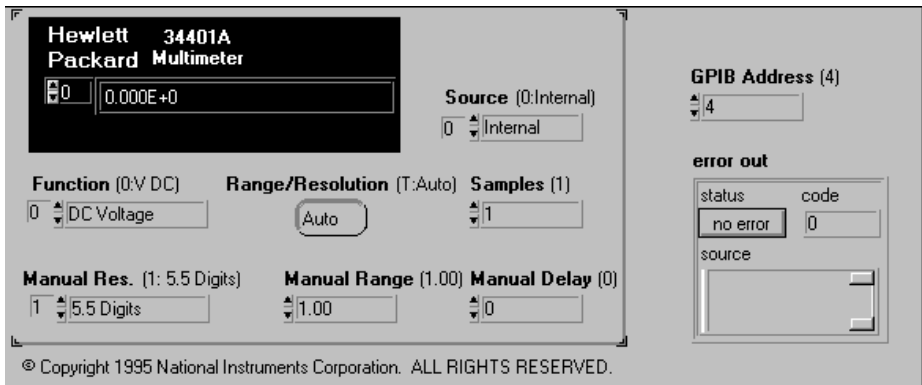 Hewlett 34401A
Packard Multimeter
0 0.000E+0
Source (0:Internal)
0 Internal
GPIB Address (4)
4
Function (0:V DC) Range/Resolution (T:Auto) Samples (1)
0 DC Voltage Auto 1
Manual Res. (1: 5.5 Digits) Manual Range (1.00) Manual Delay (0)
1 5.5 Digits 1.00 0
error out
status code
no error 0
source
© Copyright 1995 National Instruments Corporation. ALL RIGHTS RESERVED.